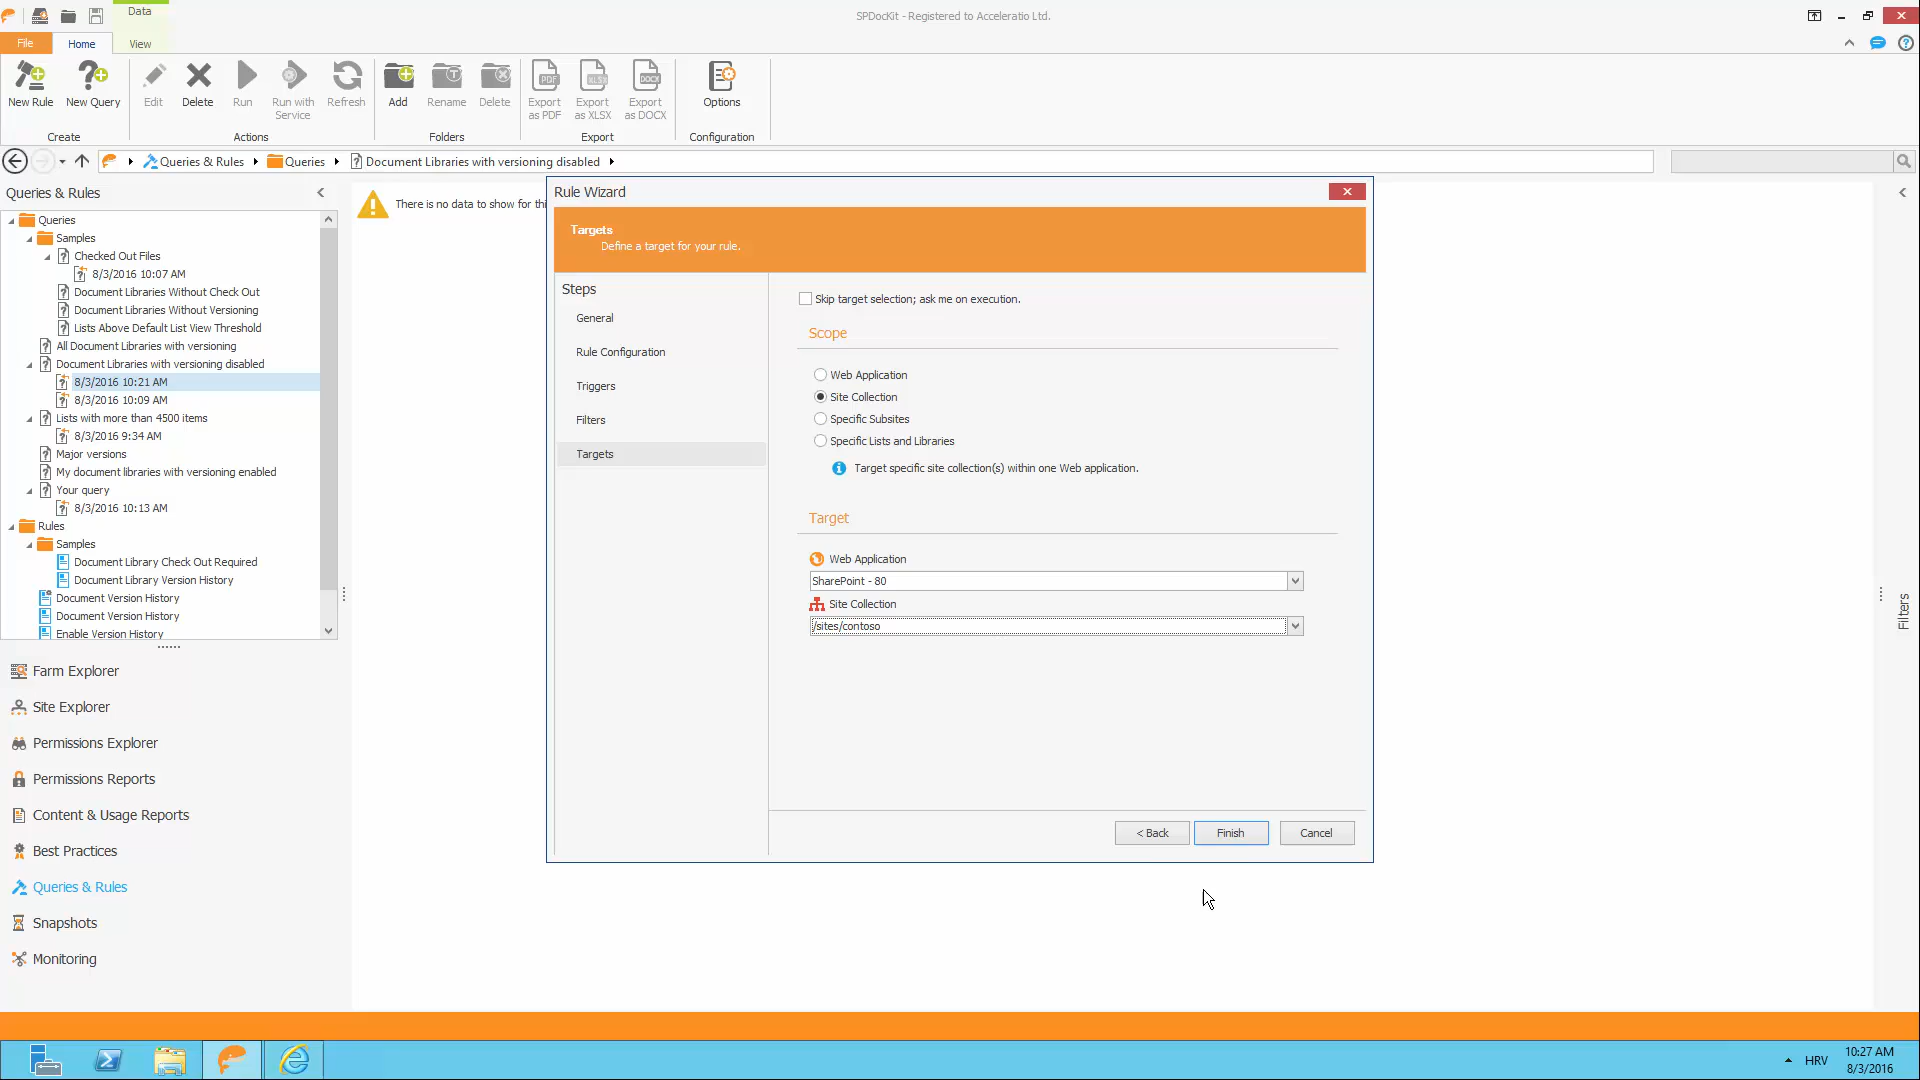 Data
SPDocKit - Registered to Acceleratio Ltd.
File
Home
View
New Rule
New Query
Edit
Delete
Run
Run with
Service
Refresh
Add
Rename
Delete
PDF
Export
as PDF
XLSX
Export
as XLSX
DOCX
Export
as DOCX
Options
Create
Actions
Folders
Export
Configuration
Queries & Rules
Queries
Document Libraries with versioning disabled
Queries & Rules
Queries
Samples
Checked Out Files
8/3/2016 10:07 AM
Document Libraries Without Check Out
Document Libraries Without Versioning
Lists Above Default List View Threshold
All Document Libraries with versioning
Document Libraries with versioning disabled
8/3/2016 10:21 AM
8/3/2016 10:09 AM
Lists with more than 4500 items
8/3/2016 9:34 AM
Major versions
My document libraries with versioning enabled
Your query
8/3/2016 10:13 AM
Rules
Samples
Document Library Check Out Required
Document Library Version History
Document Version History
Document Version History
Enable Version History
Farm Explorer
Site Explorer
Permissions Explorer
Permissions Reports
Content & Usage Reports
Best Practices
Queries & Rules
Snapshots
Monitoring
There is no data to show for thi
Rule Wizard
Targets
Define a target for your rule.
Steps
General
Rule Configuration
Triggers
Filters
Targets
Skip target selection; ask me on execution.
Scope
Web Application
Site Collection
Specific Subsites
Specific Lists and Libraries
Target specific site collection(s) within one Web application.
Target
Web Application
SharePoint - 80
Site Collection
/sites/contoso
< Back
Finish
Cancel
Filters
HRV
10:27 AM
8/3/2016